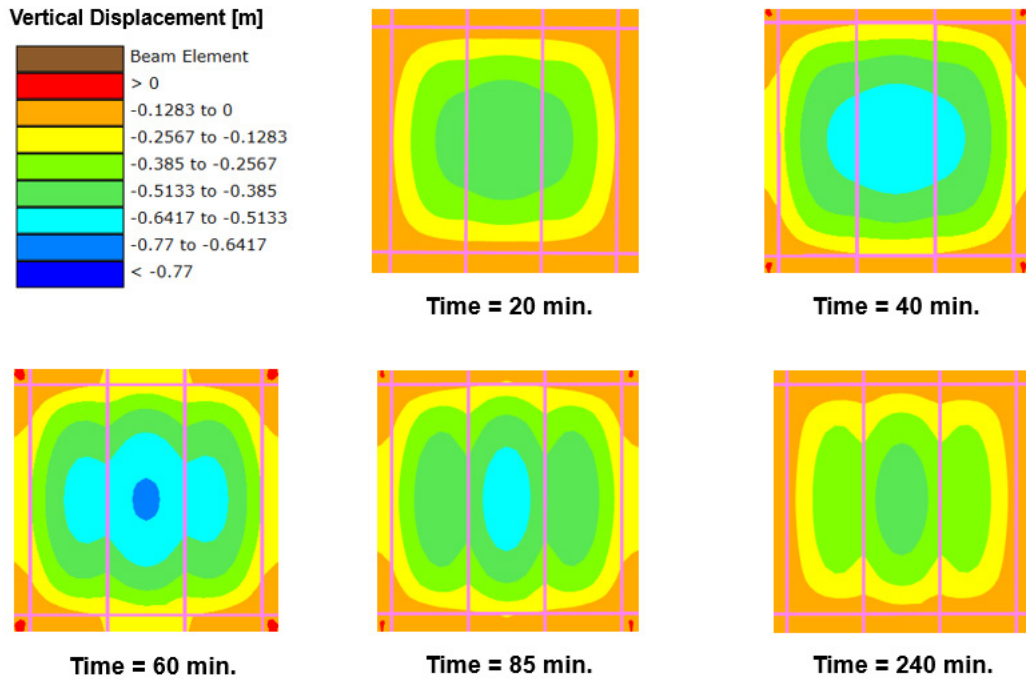 Vertical Displacement [m]
Beam Element
> 0
-0.1283 to 0
-0.2567 to -0.1283
-0.385 to -0.2567
-0.5133 to -0.385
-0.6417 to -0.5133
-0.77 to -0.6417
< -0.77
Time = 20 min.
Time = 40 min.
Time = 60 min.
Time = 85 min.
Time = 240 min.